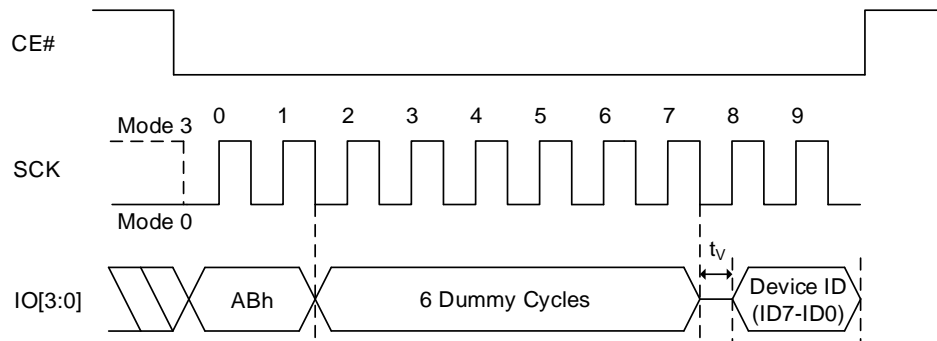 CE#
0 1 2 3 4 5 6 7 8 9
Mode 3
SCK
Mode 0
tV
IO[3:0]
ABh
6 Dummy Cycles
Device ID
(ID7-ID0)